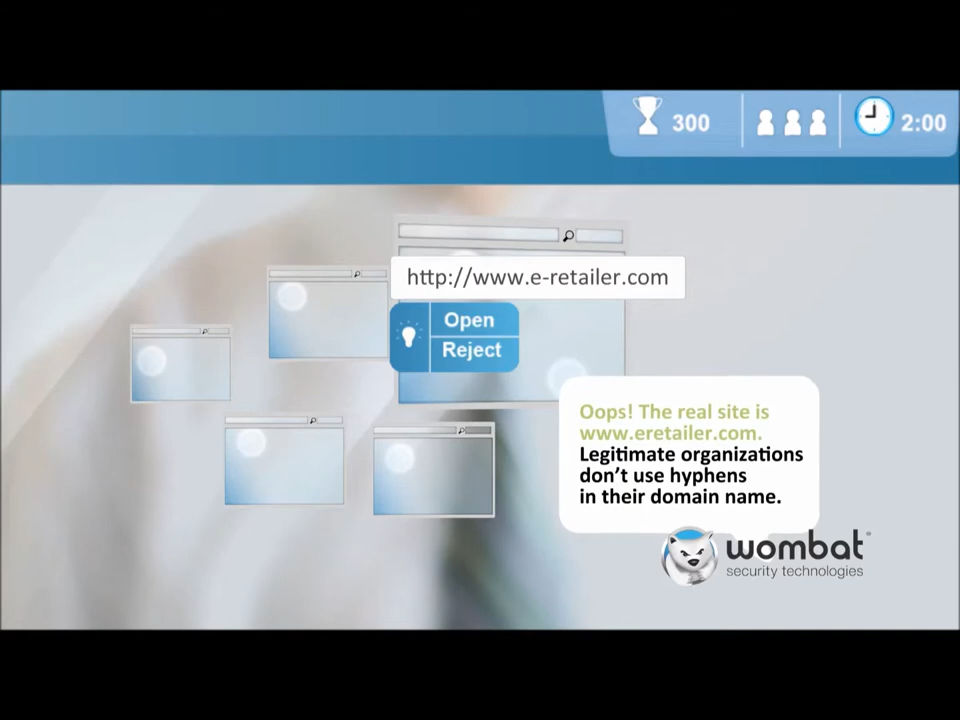 300
2:00
http://www.e-retailer.com
Open
Reject
Oops! The real site is
www.eretailer.com.
Legitimate organizations
don't use hyphens
in their domain name.
wombat®
security technologies